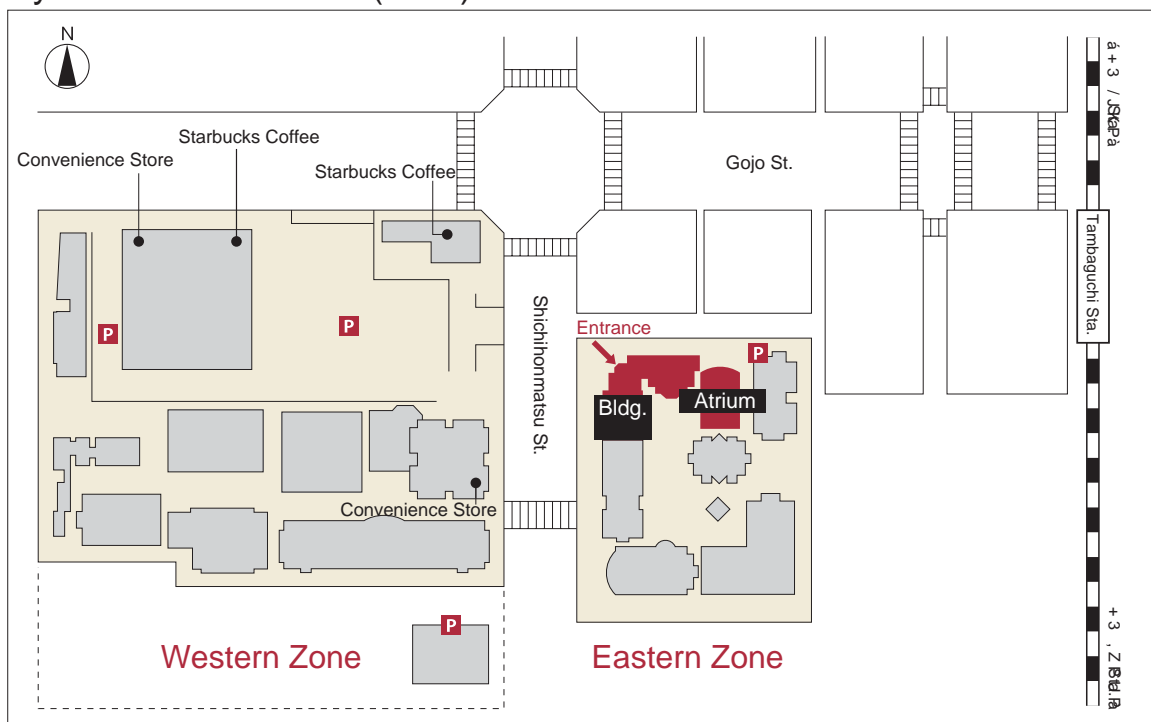 N
Starbucks Coffee
Convenience Store
Starbucks Coffee
Gojo St.
Tambaguchi Sta.
Shichihonmatsu St.
P
P
Entrance
P
Bldg.
Atrium
Convenience Store
P
Western Zone
Eastern Zone